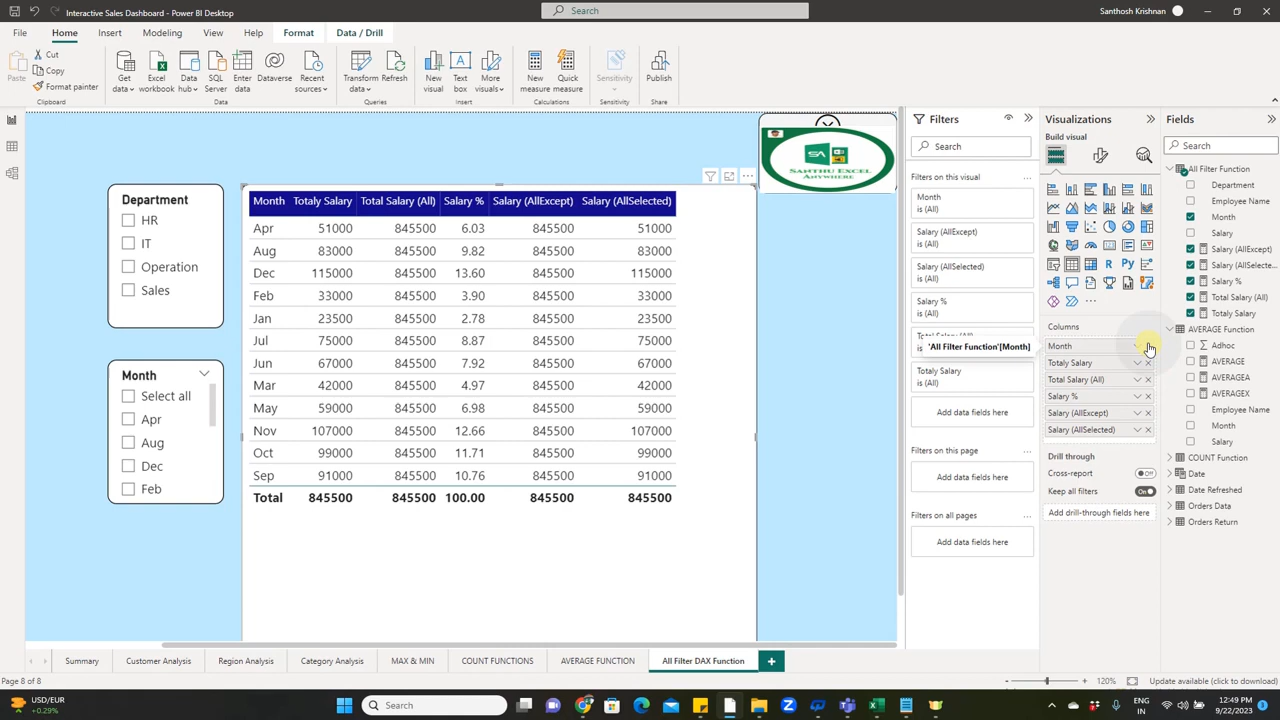 Interactive Sales Dashboard - Power BI Desktop
Search
Santhosh Krishnan
File Home Insert Modeling View Help Format Data / Drill
Paste
Cut
Copy
Format painter
Clipboard
Get data
Excel workbook
Data hub
SQL Server
Enter data
Dataverse
Recent sources
Data
Transform data
Refresh
Queries
New visual
Text box
More visuals
Insert
New measure
Quick measure
Calculations
Sensitivity
Sensitivity
Publish
Share
SA
SANTHU EXCEL
ANYWHERE
Department
HR
IT
Operation
Sales
Month
Select all
Apr
Aug
Dec
Feb
Month Totaly Salary Total Salary (All) Salary % Salary (AllExcept) Salary (AllSelected)
Apr 51000 845500 6.03 845500 51000
Aug 83000 845500 9.82 845500 83000
Dec 115000 845500 13.60 845500 115000
Feb 33000 845500 3.90 845500 33000
Jan 23500 845500 2.78 845500 23500
Jul 75000 845500 8.87 845500 75000
Jun 67000 845500 7.92 845500 67000
Mar 42000 845500 4.97 845500 42000
May 59000 845500 6.98 845500 59000
Nov 107000 845500 12.66 845500 107000
Oct 99000 845500 11.71 845500 99000
Sep 91000 845500 10.76 845500 91000
Total 845500 845500 100.00 845500 845500
Filters
Search
Filters on this visual
Month
is (All)
Salary (AllExcept)
is (All)
Salary (AllSelected)
is (All)
Salary %
is (All)
Total Salary (All)
is (All)
'All Filter Function'[Month]
Totaly Salary
is (All)
Add data fields here
Filters on this page
Add data fields here
Filters on all pages
Add data fields here
Visualizations
Build visual
R Py
Columns
Month
Totaly Salary
Total Salary (All)
Salary %
Salary (AllExcept)
Salary (AllSelected)
Drill through
Cross-report Off
Keep all filters On
Add drill-through fields here
Fields
Search
All Filter Function
Department
Employee Name
Month
Salary
Salary (AllExcept)
Salary (AllSelecte...
Salary %
Total Salary (All)
Totaly Salary
AVERAGE Function
Adhoc
AVERAGE
AVERAGEA
AVERAGEX
Employee Name
Month
Salary
COUNT Function
Date
Date Refreshed
Orders Data
Orders Return
Summary Customer Analysis Region Analysis Category Analysis MAX & MIN COUNT FUNCTIONS AVERAGE FUNCTION All Filter DAX Function
Page 8 of 8
120%
Update available (click to download)
USD/EUR
+0.29%
Search
ENG
IN
12:49 PM
9/22/2023